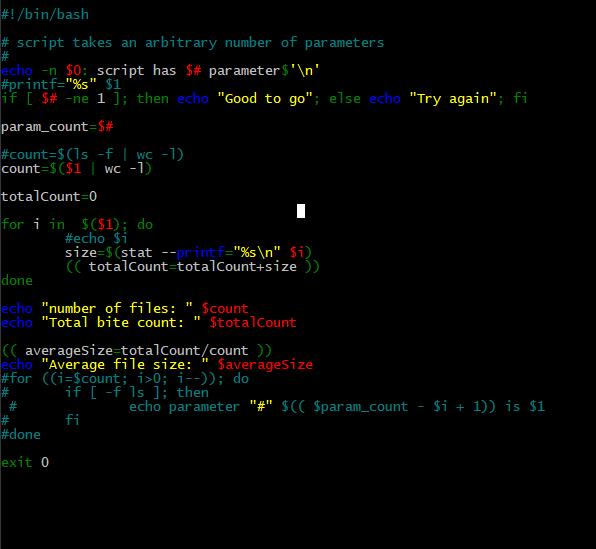 #!/bin/bash
# script takes an arbitrary number of parameters
#
echo -n $0: script has $# parameter$'\n'
#printf="%s" $1
if [ $# -ne 1 ]; then echo "Good to go"; else echo "Try again"; fi
param_count=$#
#count=$(ls -f | wc -l)
count=$($1 | wc -l)
totalCount=0
for i in  $($1); do
        #echo $i
        size=$(stat --printf="%s\n" $i)
        (( totalCount=totalCount+size ))
done
echo "number of files: " $count
echo "Total bite count: " $totalCount
(( averageSize=totalCount/count ))
echo "Average file size: " $averageSize
#for ((i=$count; i>0; i--)); do
#       if [ -f ls ]; then
 #              echo parameter "#" $(( $param_count - $i + 1)) is $1
#       fi
#done
exit 0